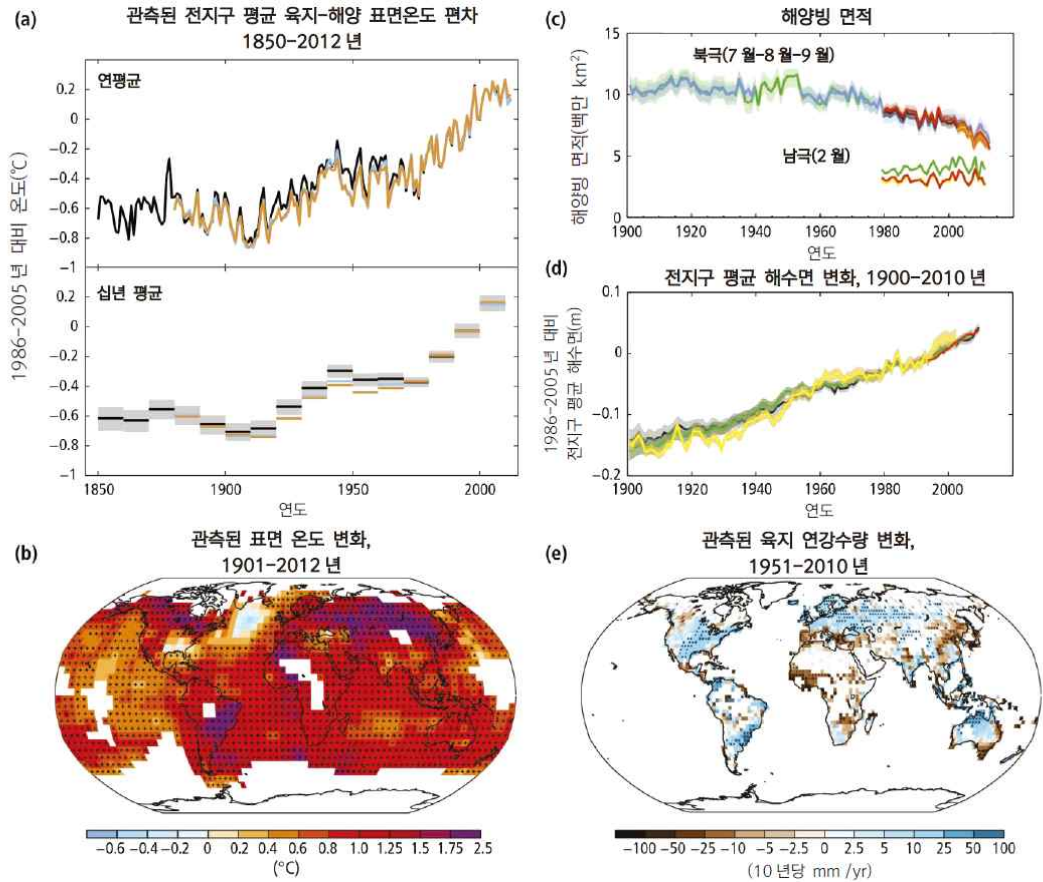 (a)
관측된 전지구 평균 육지-해양 표면온도 편차
1850-2012 년
연평균
1986-2005 년 대비 온도(℃)
0.2
0
-0.2
-0.4
-0.6
-0.8
-1
십년 평균
0.2
0
-0.2
-0.4
-0.6
-0.8
-1
1850
1900
1950
2000
연도
(c)
해양빙 면적
북극(7 월-8 월-9 월)
남극(2 월)
해양빙 면적(백만 km²)
15
10
5
0
1900
1920
1940
1960
1980
2000
연도
(d)
전지구 평균 해수면 변화, 1900-2010 년
1986-2005 년 대비
전지구 평균 해수면(m)
0.1
0
-0.1
-0.2
1900
1920
1940
1960
1980
2000
연도
(b)
관측된 표면 온도 변화,
1901-2012 년
-0.6 -0.4 -0.2 0 0.2 0.4 0.6 0.8 1.0 1.25 1.5 1.75 2.5
(°C)
(e)
관측된 육지 연강수량 변화,
1951-2010 년
-100 -50 -25 -10 -5 -2.5 0 2.5 5 10 25 50 100
(10 년당 mm /yr)